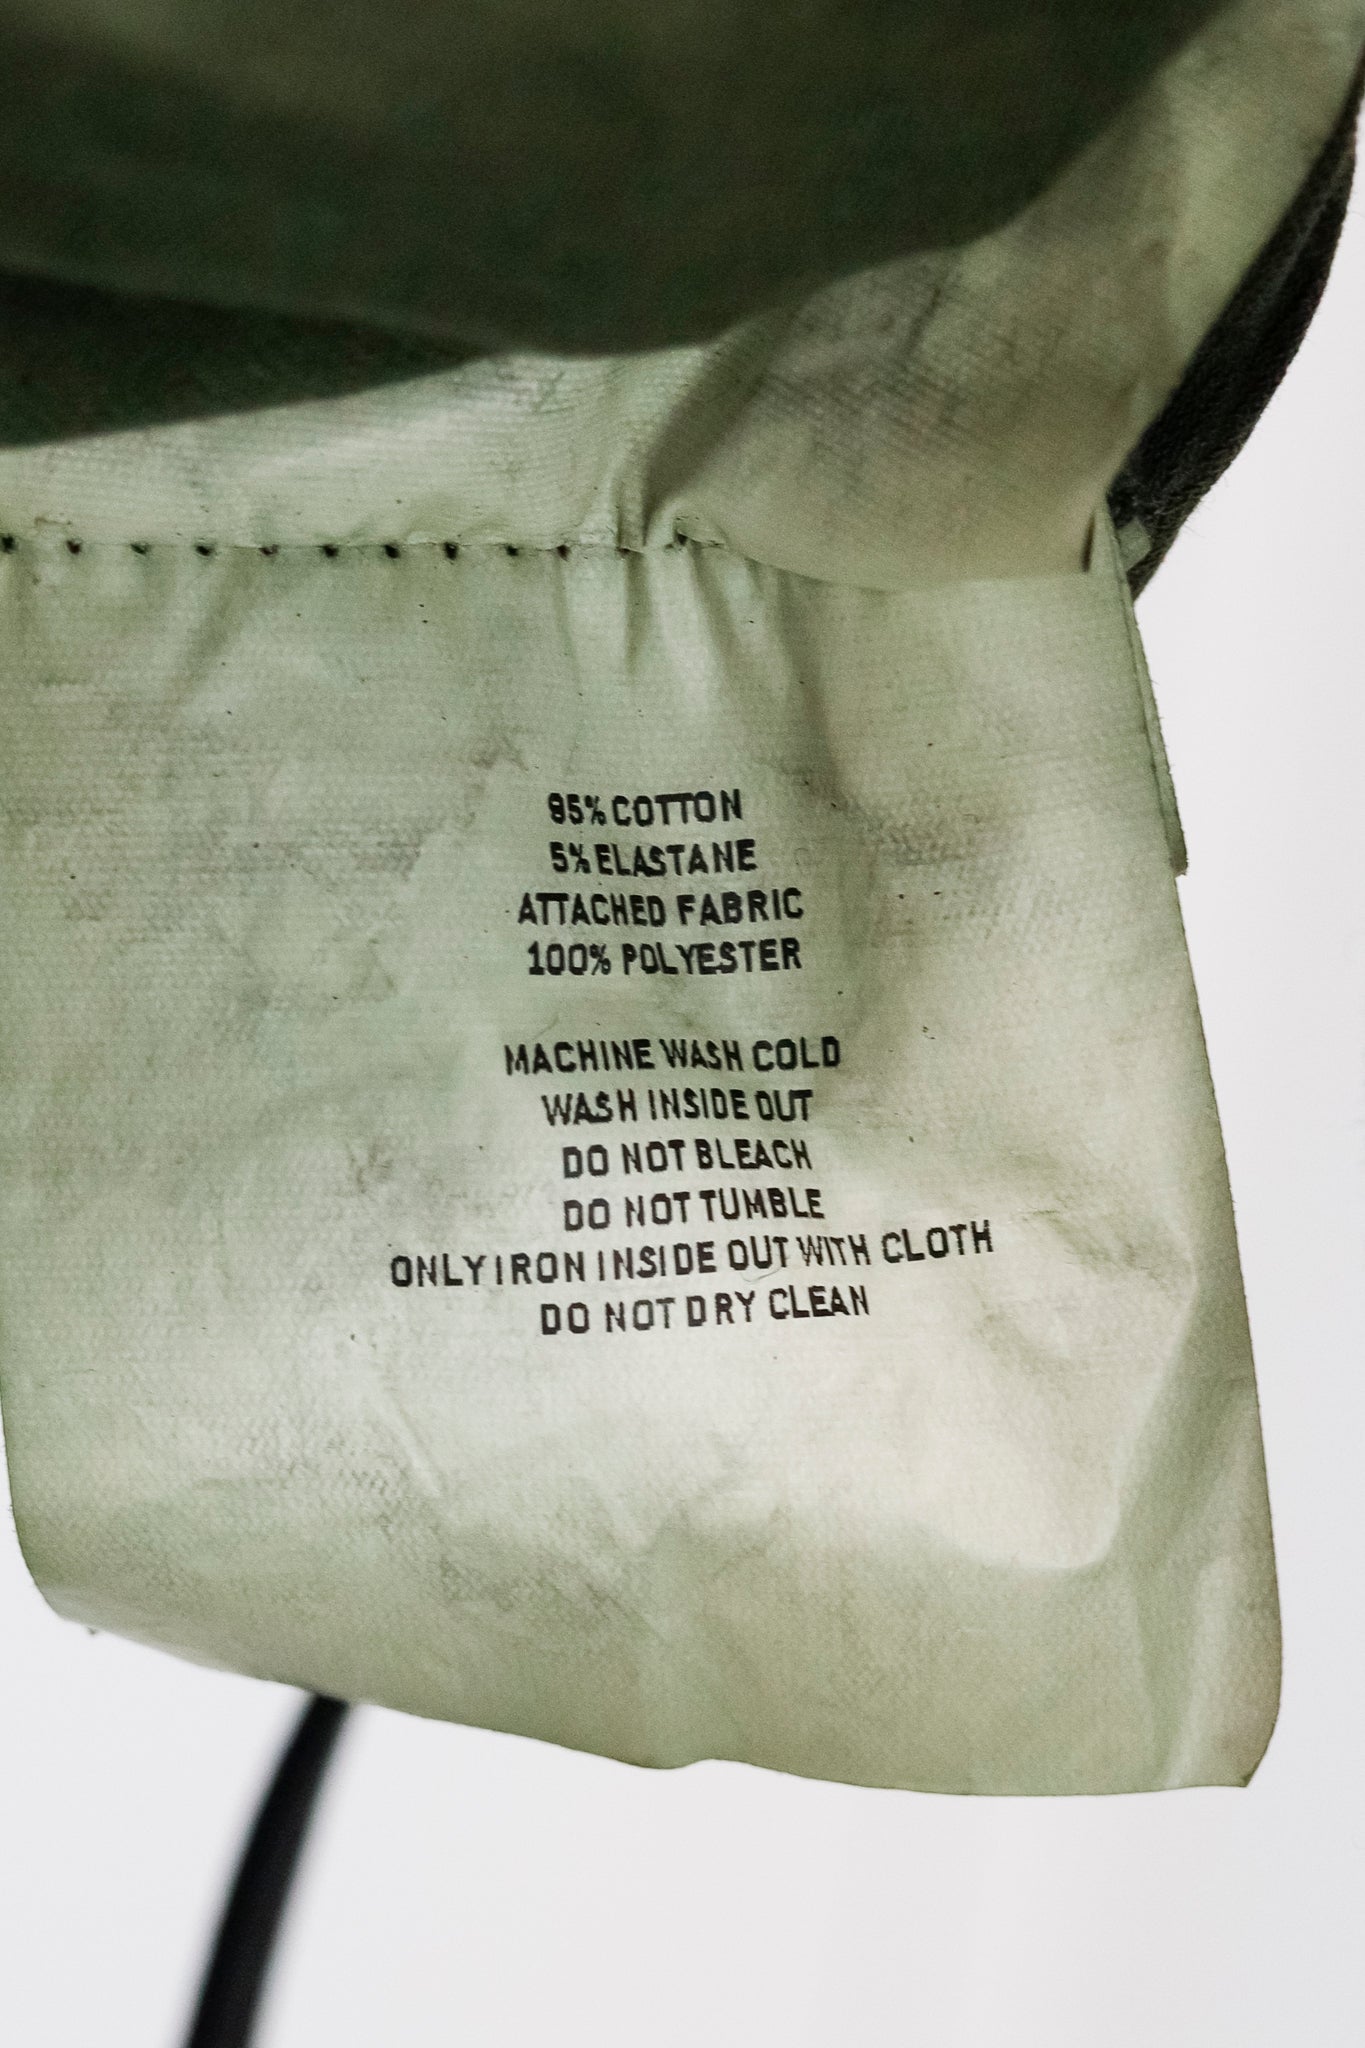 95% COTTON
5% ELASTANE
ATTACHED FABRIC
100% POLYESTER
MACHINE WASH COLD
WASH INSIDE OUT
DO NOT BLEACH
DO NOT TUMBLE
ONLY IRON INSIDE OUT WITH CLOTH
DO NOT DRY CLEAN